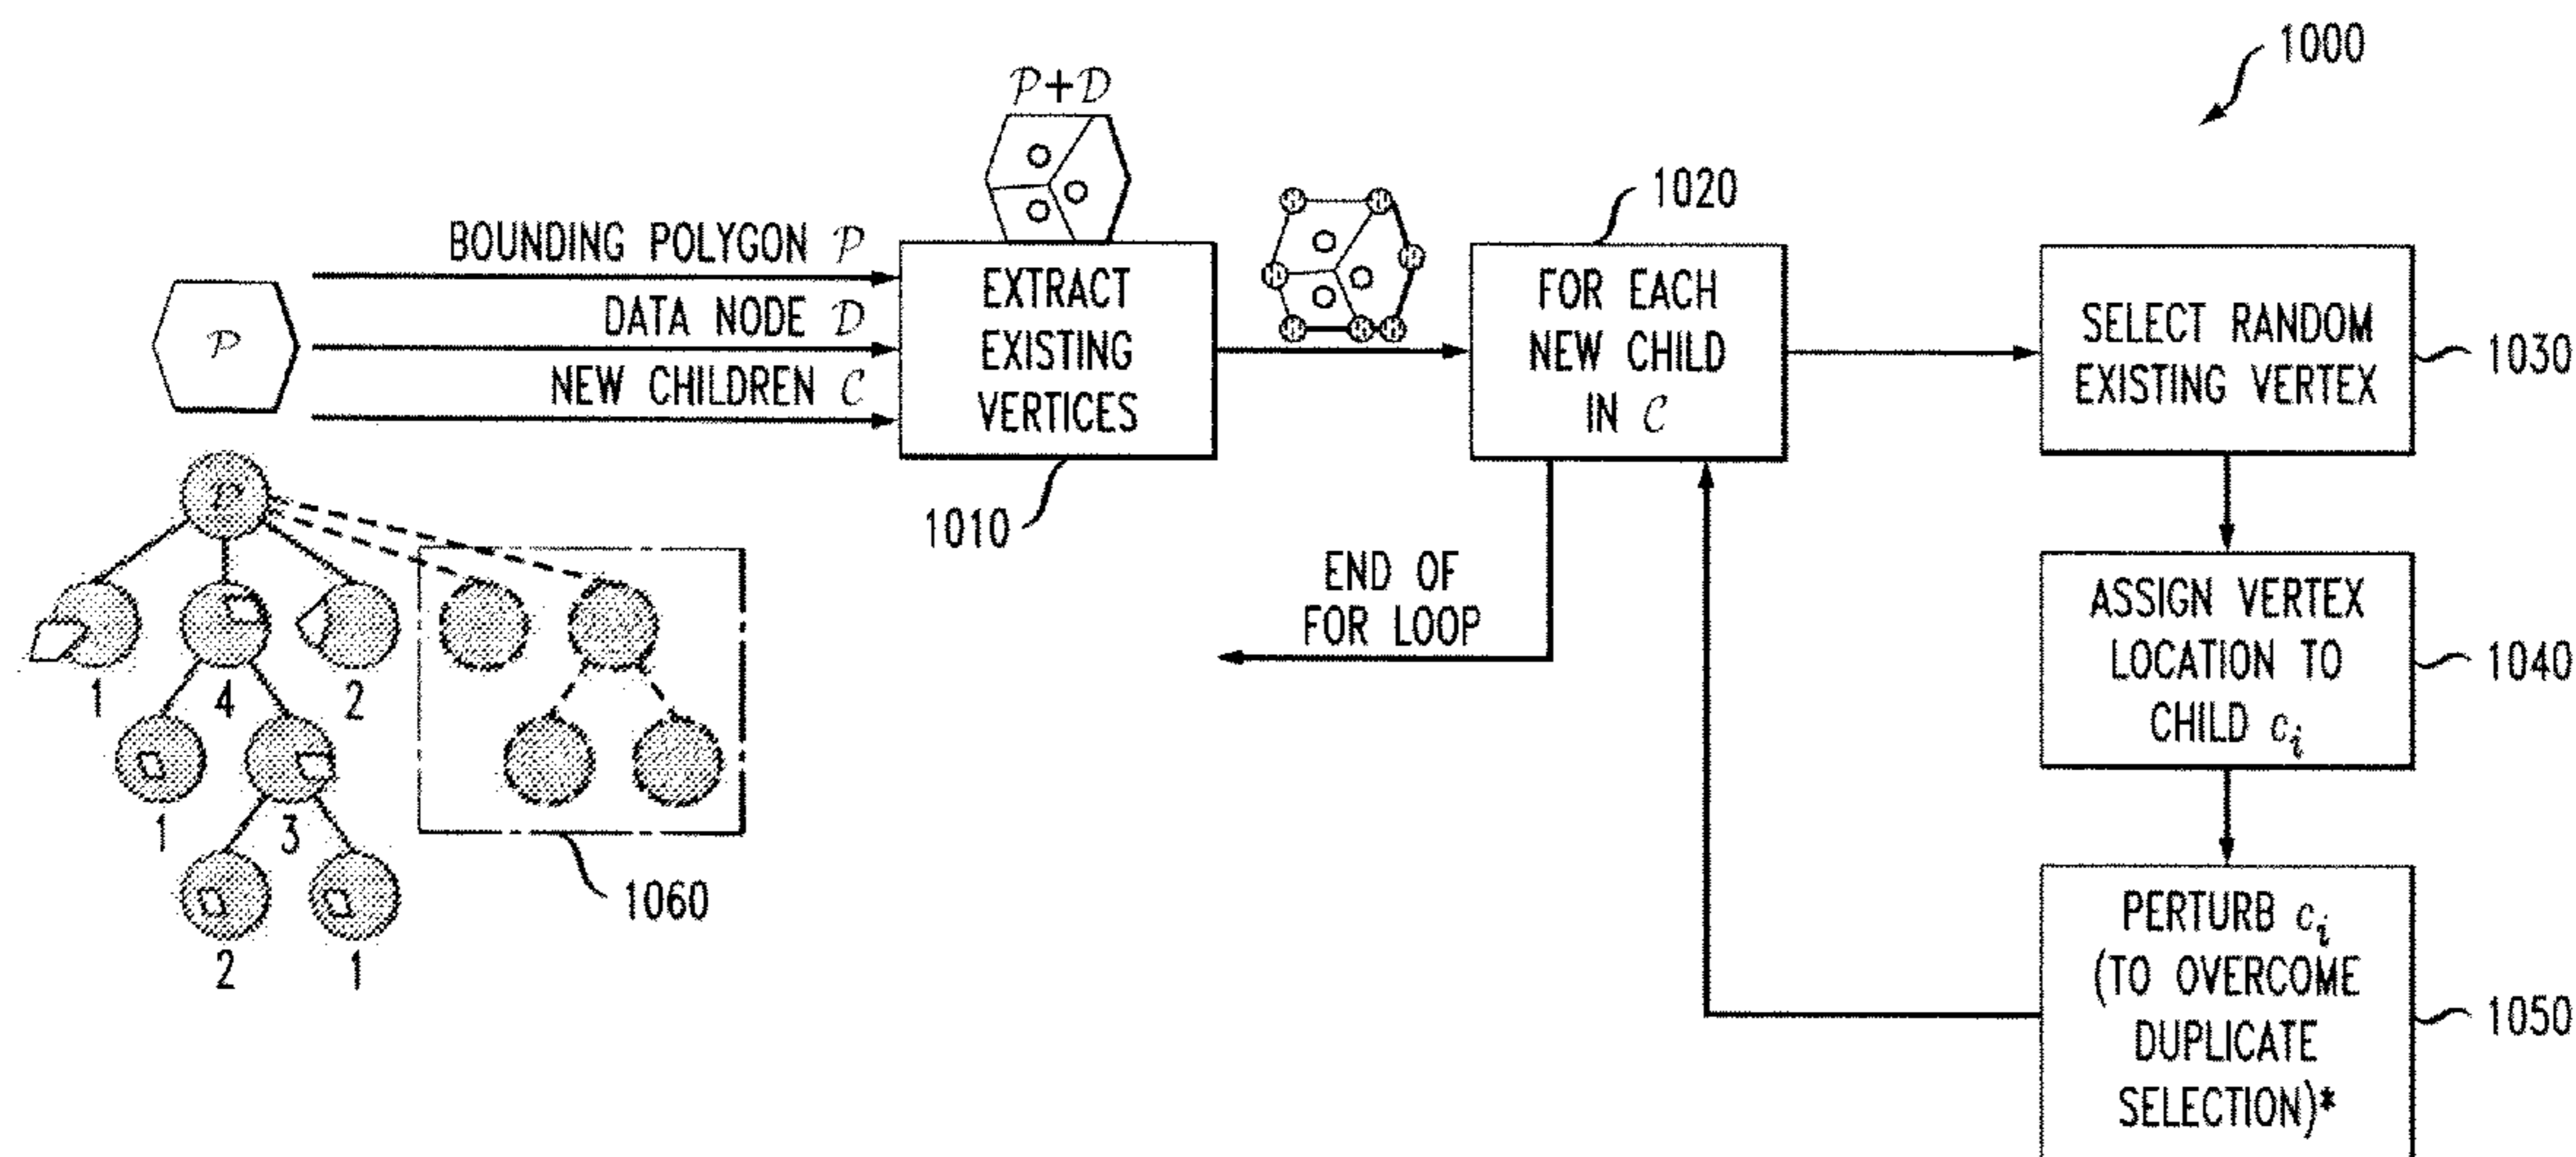 1000
P+D
1020
BOUNDING POLYGON P
DATA NODE D
NEW CHILDREN C
P
EXTRACT
EXISTING
VERTICES
1010
FOR EACH
NEW CHILD
IN C
SELECT RANDOM
EXISTING VERTEX
1030
END OF
FOR LOOP
ASSIGN VERTEX
LOCATION TO
CHILD ci
1040
PERTURB ci
(TO OVERCOME
DUPLICATE
SELECTION)*
1050
P
1 4 2
1 3
2 1
1060